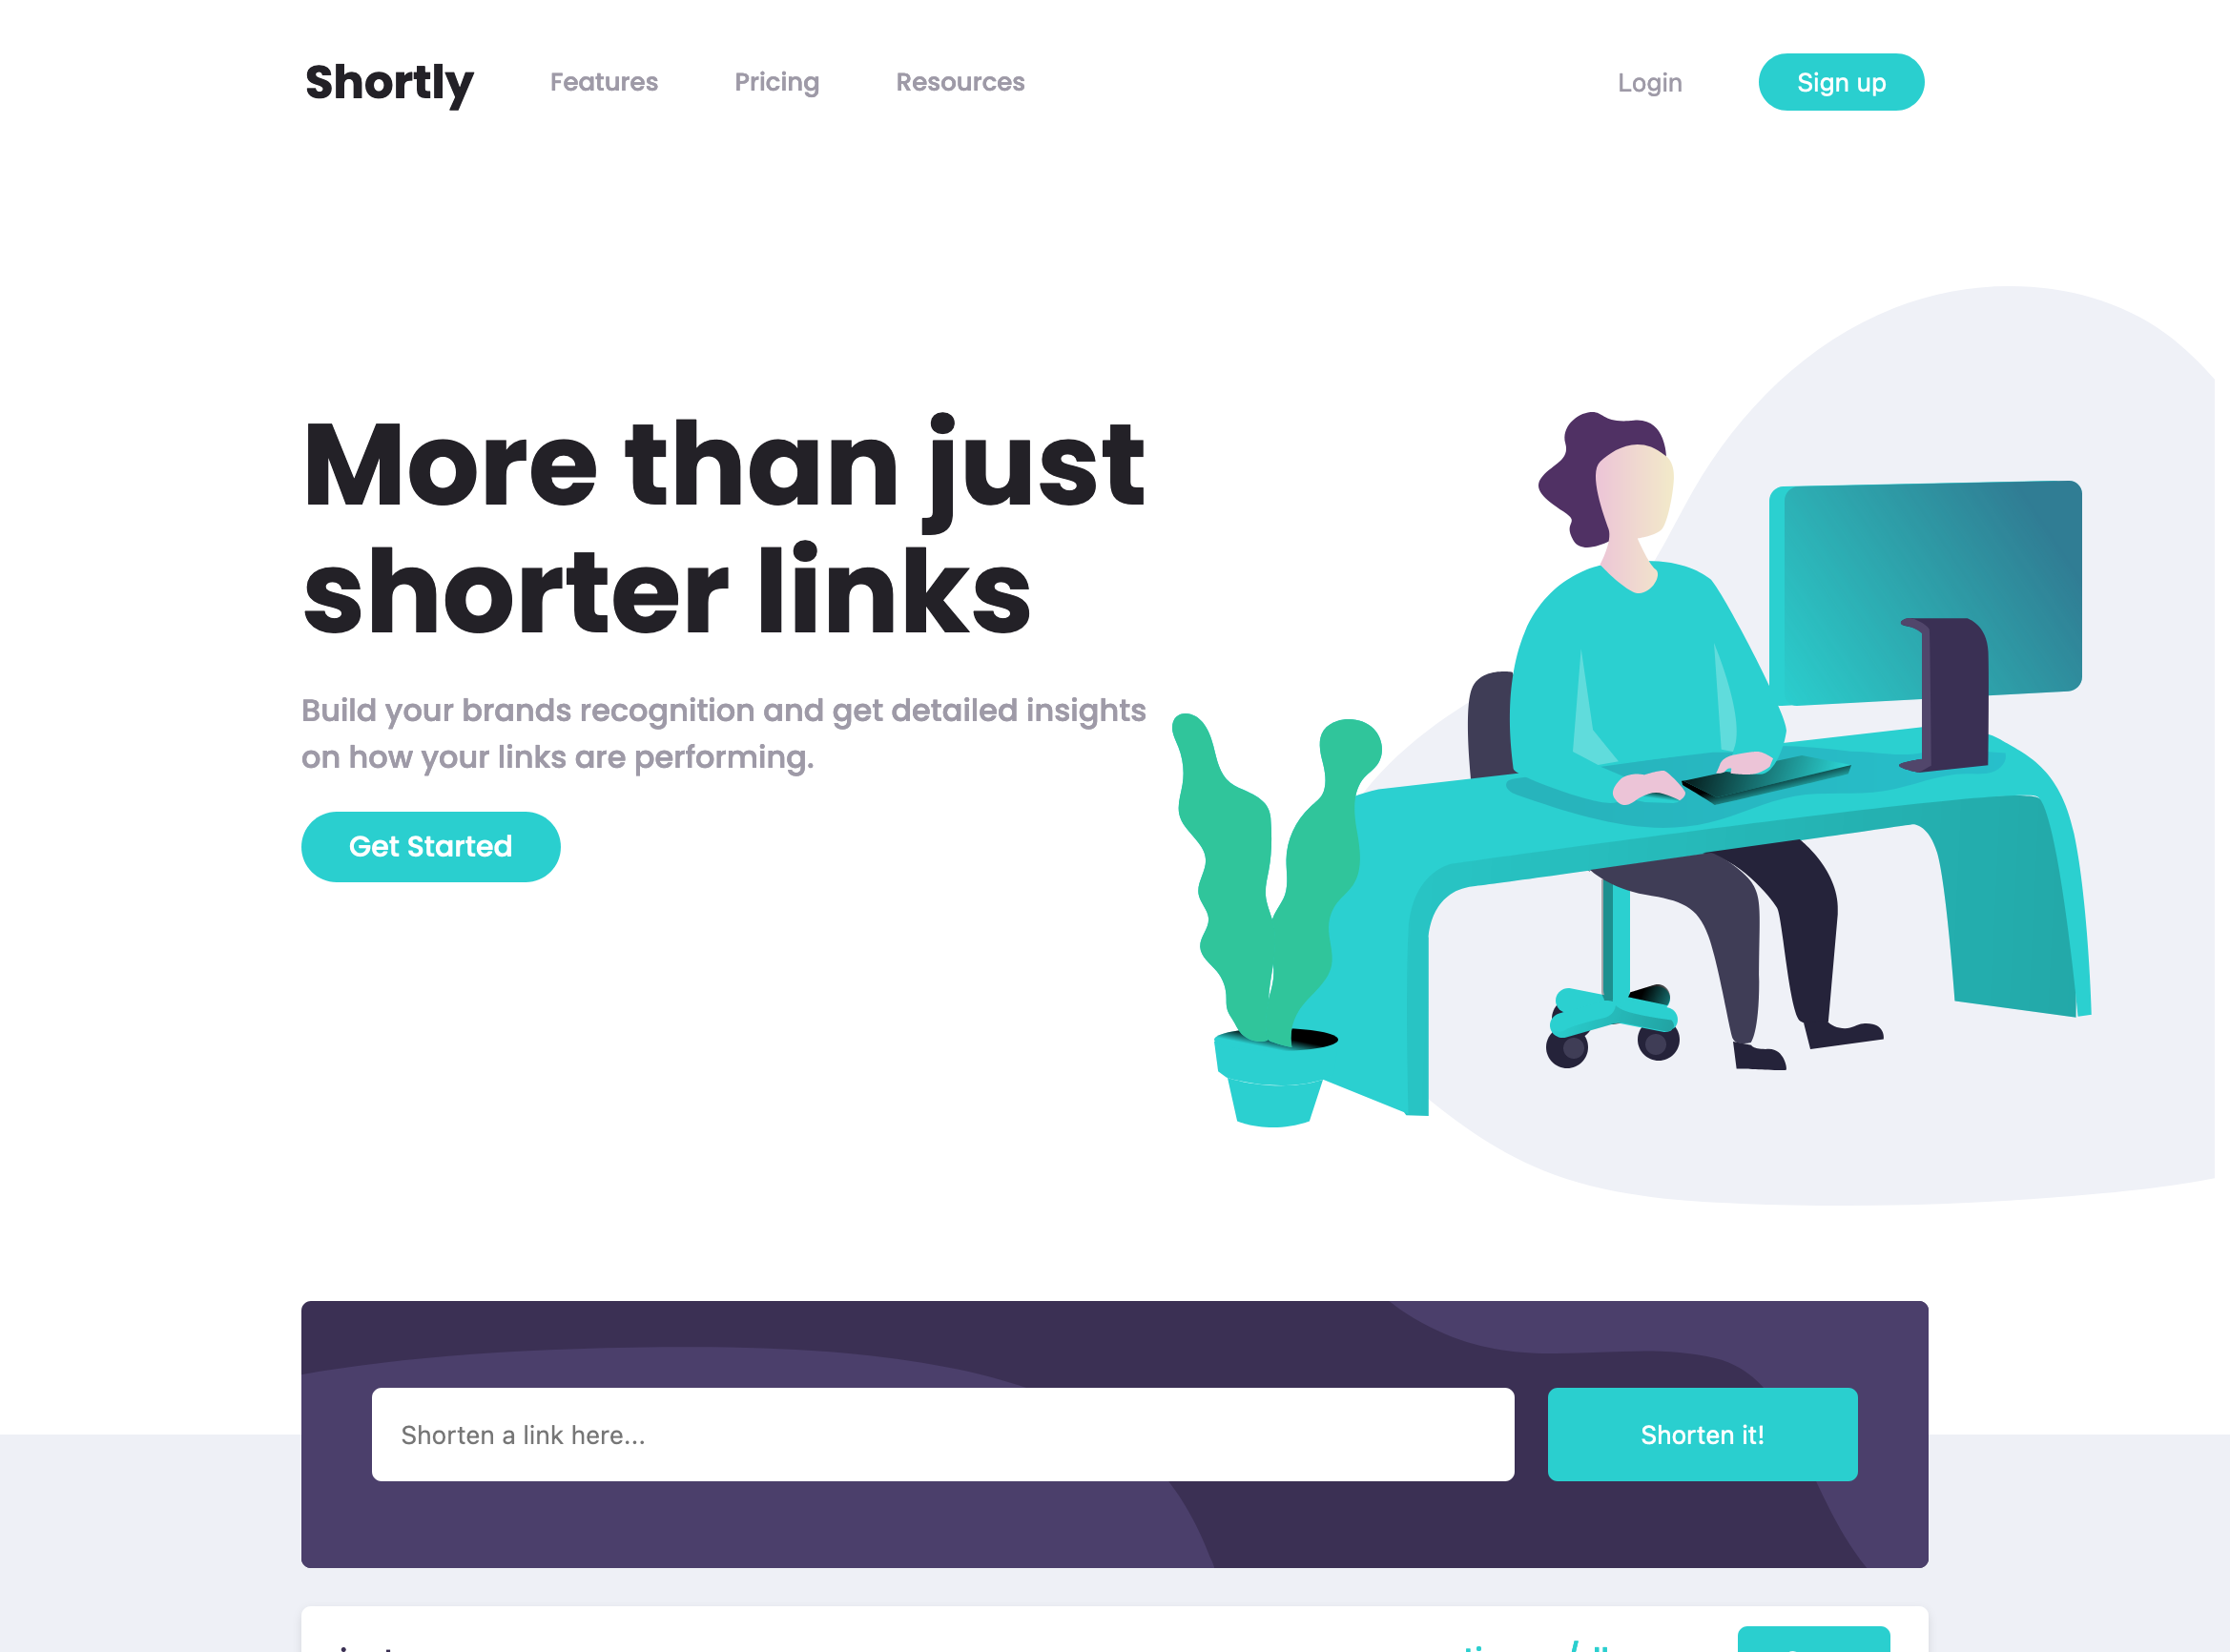 Shortly
Features
Pricing
Resources
Login
Sign up
More than just
shorter links
Build your brands recognition and get detailed insights
on how your links are performing.
Get Started
Shorten a link here...
Shorten it!